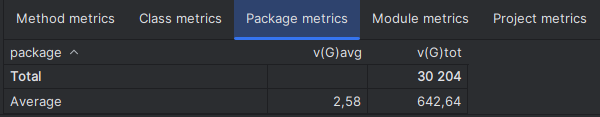 Method metrics Class metrics Package metrics Module metrics Project metrics
package v(G)avg v(G)tot
Total 30 204
Average 2,58 642,64